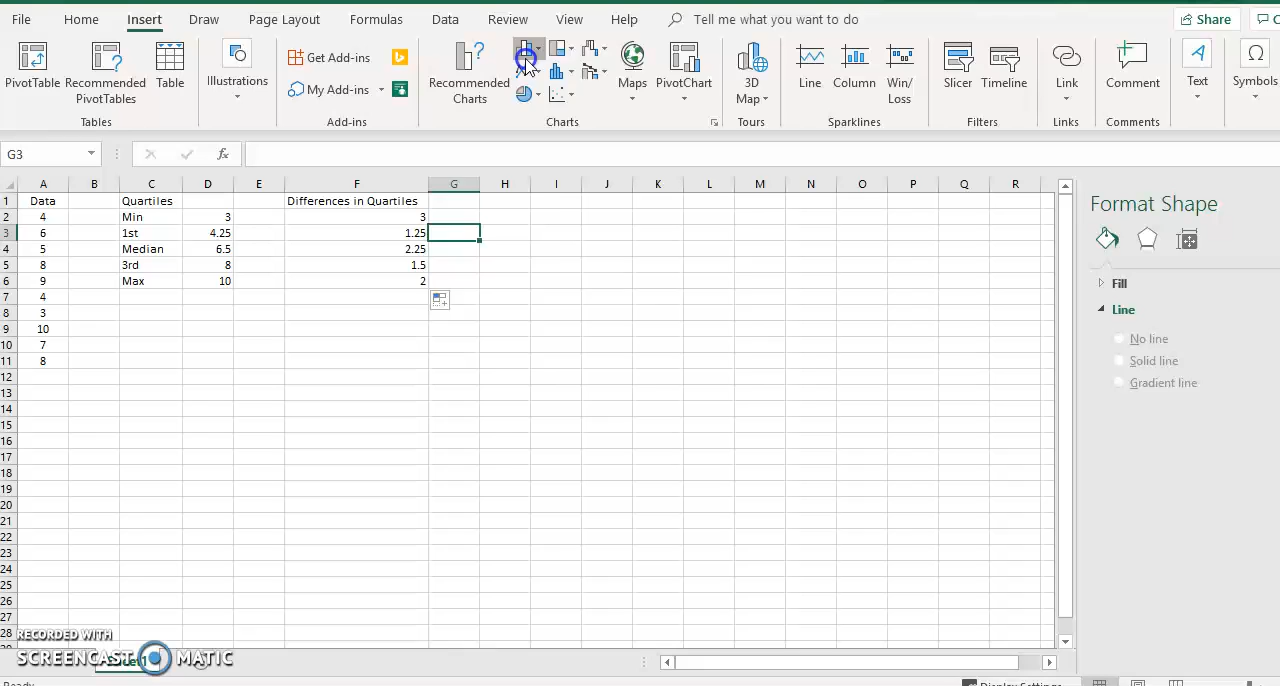 File Home Insert Draw Page Layout Formulas Data Review View Help Tell me what you want to do Share
PivotTable Recommended PivotTables Table Illustrations Get Add-ins My Add-ins Recommended Charts Maps PivotChart 3D Map Line Column Win/Loss Slicer Timeline Link Comment Text Symbols
Tables Add-ins Charts Tours Sparklines Filters Links Comments
G3 fx
A B C D E F G H I J K L M N O P Q R
1 Data Quartiles Differences in Quartiles
2 4 Min 3 3
3 6 1st 4.25 1.25
4 5 Median 6.5 2.25
5 8 3rd 8 1.5
6 9 Max 10 2
7 4
8 3
9 10
10 7
11 8
12
13
14
15
16
17
18
19
20
21
22
23
24
25
26
27
28
Format Shape
Fill
Line
No line
Solid line
Gradient line
RECORDED WITH
SCREENCAST MATIC